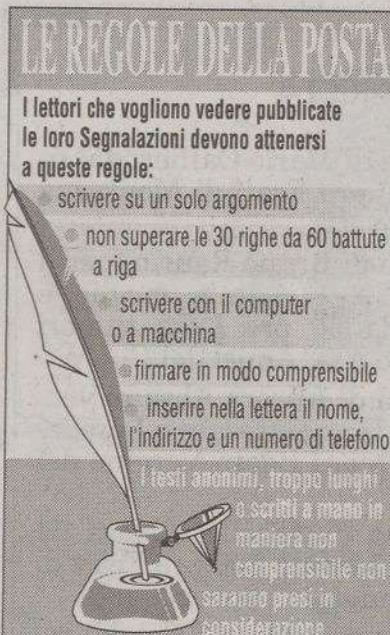 LE REGOLE DELLA POSTA
I lettori che vogliono vedere pubblicate
le loro Segnalazioni devono attenersi
a queste regole:
scrivere su un solo argomento
non superare le 30 righe da 60 battute
a riga
scrivere con il computer
o a macchina
firmare in modo comprensibile
inserire nella lettera il nome,
l'indirizzo e un numero di telefono
I testi anonimi, troppo lunghi
o scritti a mano in
maniera non
comprensibile non
saranno presi in
considerazione